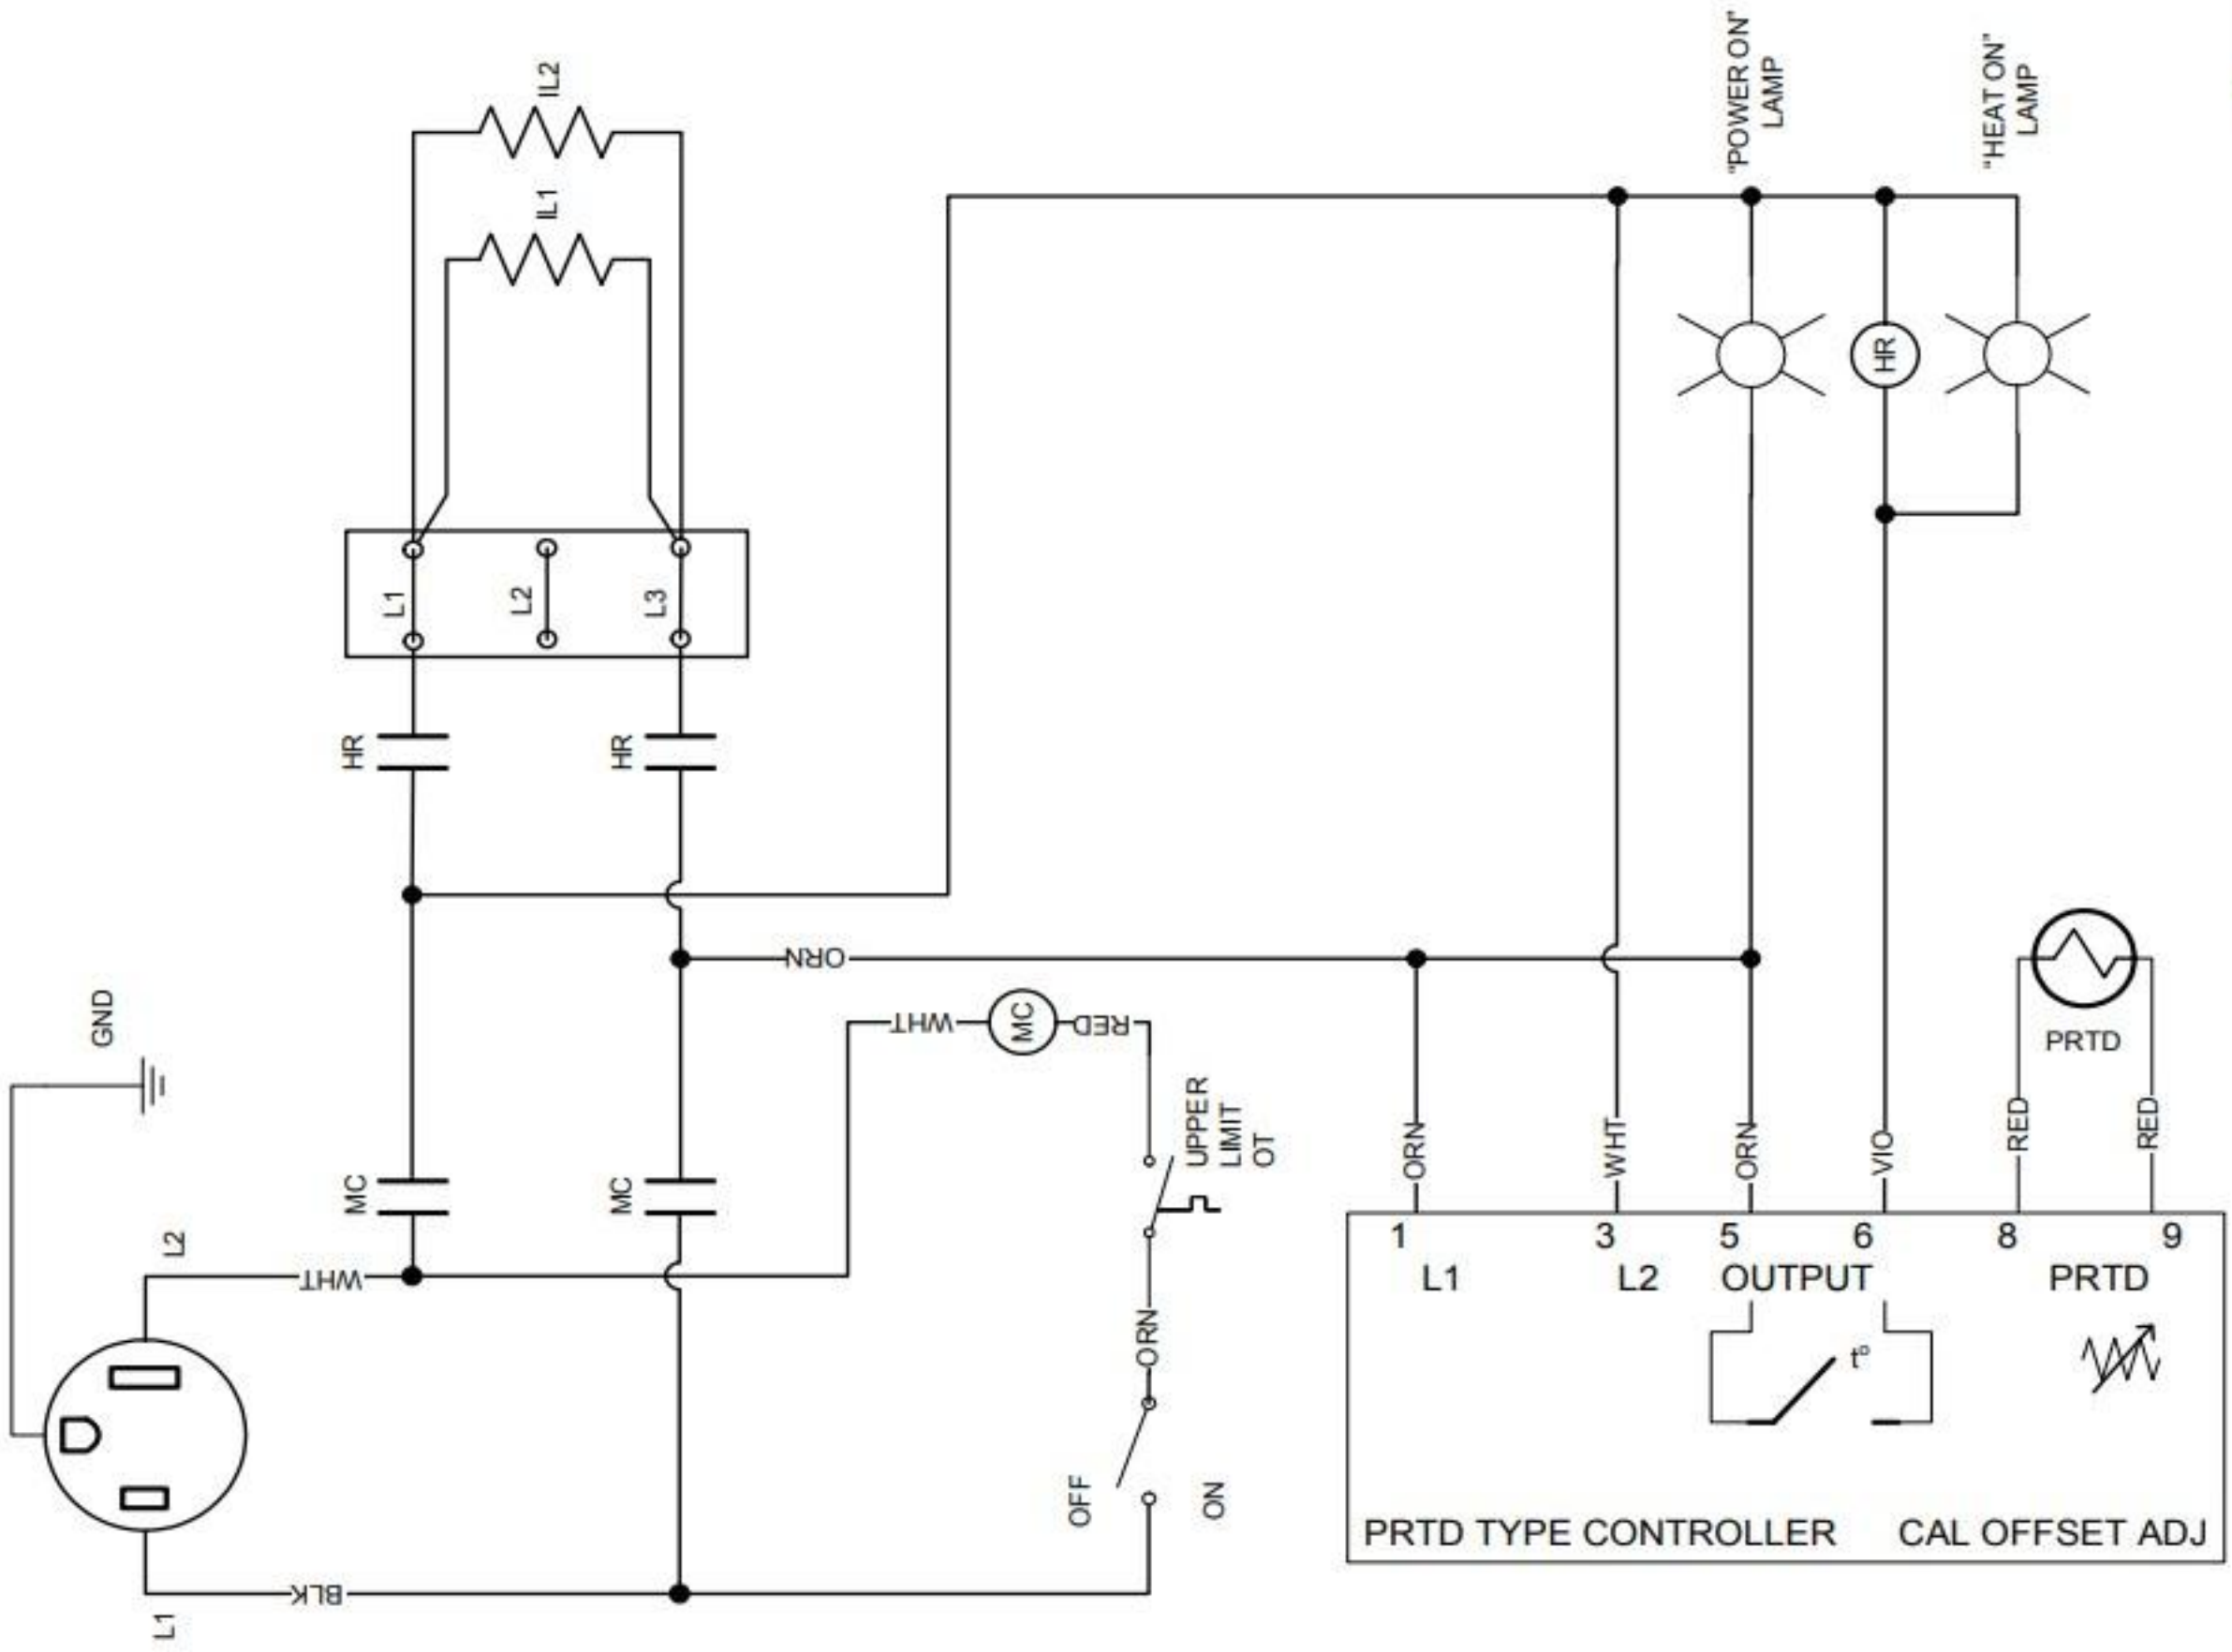 IL2
IL1
"POWER ON"
LAMP
"HEAT ON"
LAMP
L1
L2
L3
HR
HR
HR
ORN
GND
WHT
MC
RED
PRTD
UPPER
LIMIT
OT
MC
MC
L2
WHT
ORN
WHT
ORN
VIO
RED
RED
1
3
5
6
8
9
L1
L2
OUTPUT
PRTD
ORN
t°
OFF
ON
PRTD TYPE CONTROLLER
CAL OFFSET ADJ
BLK
L1